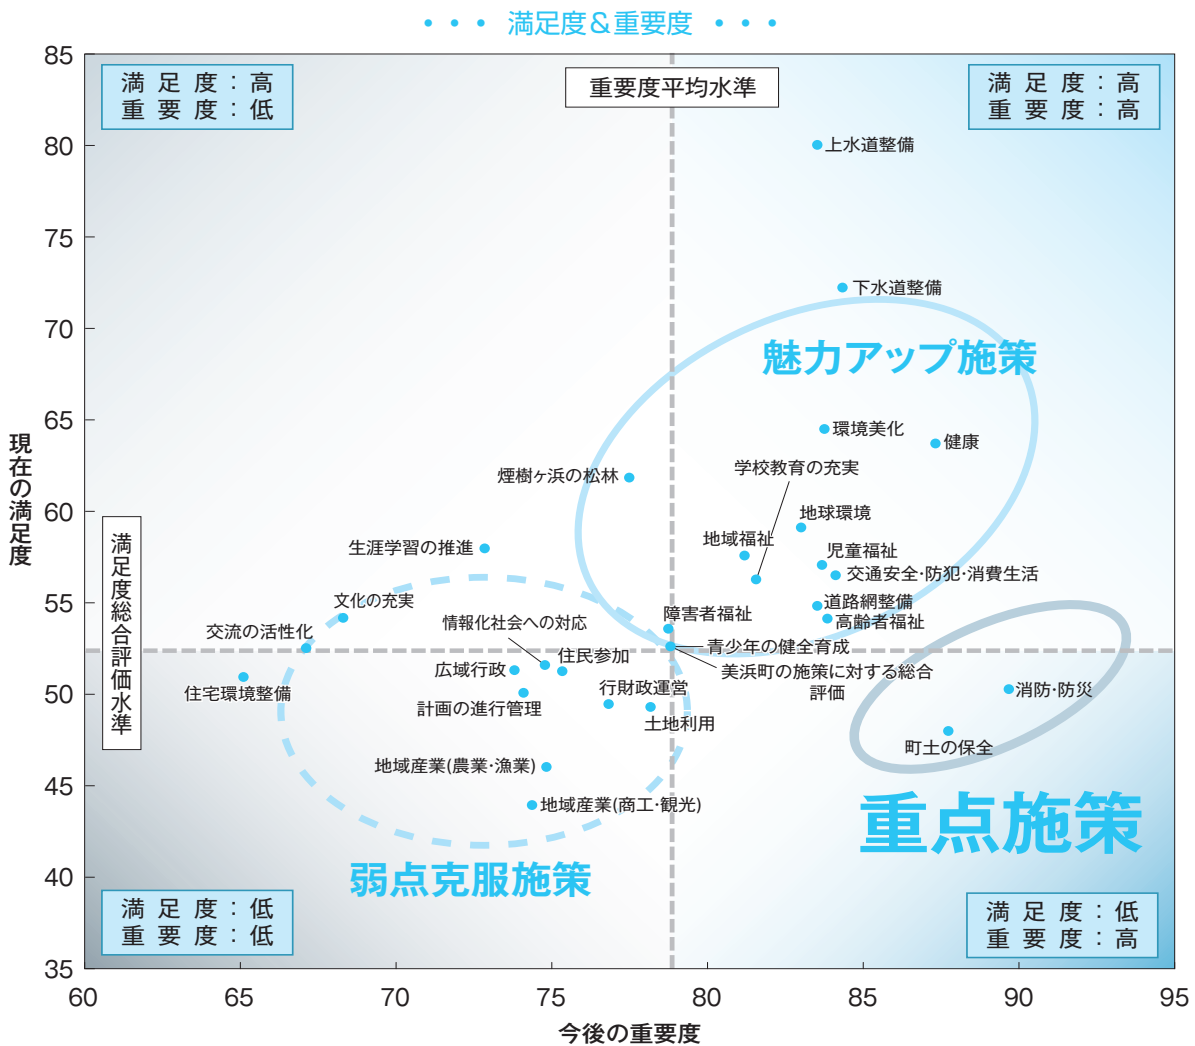 ・・・ 満足度＆重要度 ・・・
満足度：高
重要度：低
重要度平均水準
満足度：高
重要度：高
85
80
75
70
65
60
55
50
45
40
35
現在の満足度
満足度総合評価水準
上水道整備
下水道整備
魅力アップ施策
環境美化
健康
学校教育の充実
煙樹ヶ浜の松林
地球環境
地域福祉
生涯学習の推進
児童福祉
交通安全・防犯・消費生活
文化の充実
道路網整備
障害者福祉
高齢者福祉
情報化社会への対応
交流の活性化
青少年の健全育成
住民参加
広域行政
美浜町の施策に対する総合
評価
住宅環境整備
行財政運営
消防・防災
計画の進行管理
土地利用
町土の保全
地域産業(農業・漁業)
地域産業(商工・観光)
重点施策
弱点克服施策
満足度：低
重要度：低
満足度：低
重要度：高
60
65
70
75
80
85
90
95
今後の重要度